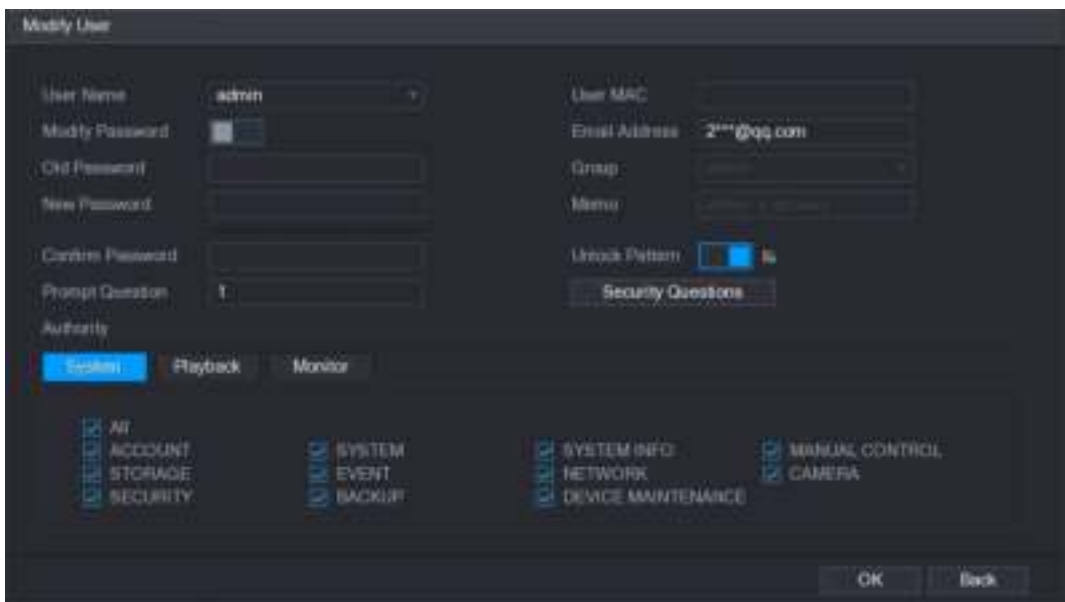 Modify User
User Name admin
User MAC
Modify Password
Email Address 2***@qq.com
Old Password
Group
New Password
Memo
Confirm Password
Unlock Pattern
Prompt Question 1
Security Questions
Authority
System Playback Monitor
All
ACCOUNT SYSTEM SYSTEM INFO MANUAL CONTROL
STORAGE EVENT NETWORK CAMERA
SECURITY BACKUP DEVICE MAINTENANCE
OK Back